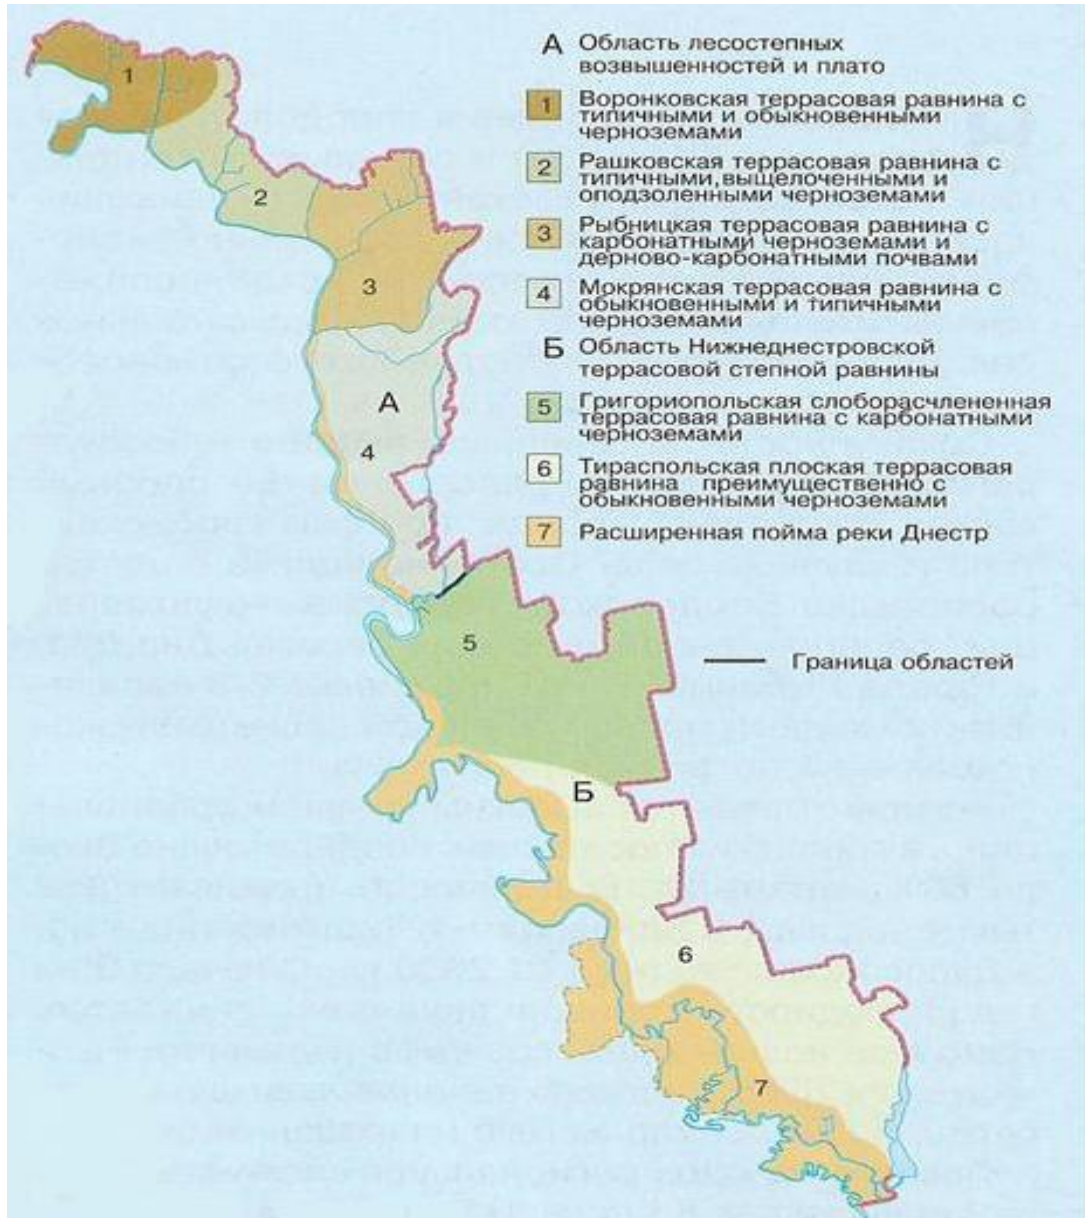 А Область лесостепных
возвышенностей и плато
1 Воронковская террасовая равнина с
типичными и обыкновенными
черноземами
2 Рашковская террасовая равнина с
типичными, выщелоченными и
оподзоленными черноземами
3 Рыбницкая террасовая равнина с
карбонатными черноземами и
дерново-карбонатными почвами
4 Мокрянская террасовая равнина с
обыкновенными и типичными
черноземами
Б Область Нижнеднестровской
террасовой степной равнины
5 Григориопольская слоборасчлененная
террасовая равнина с карбонатными
черноземами
6 Тираспольская плоская террасовая
равнина преимущественно с
обыкновенными черноземами
7 Расширенная пойма реки Днестр
Граница областей
1
2
3
А
4
5
Б
6
7